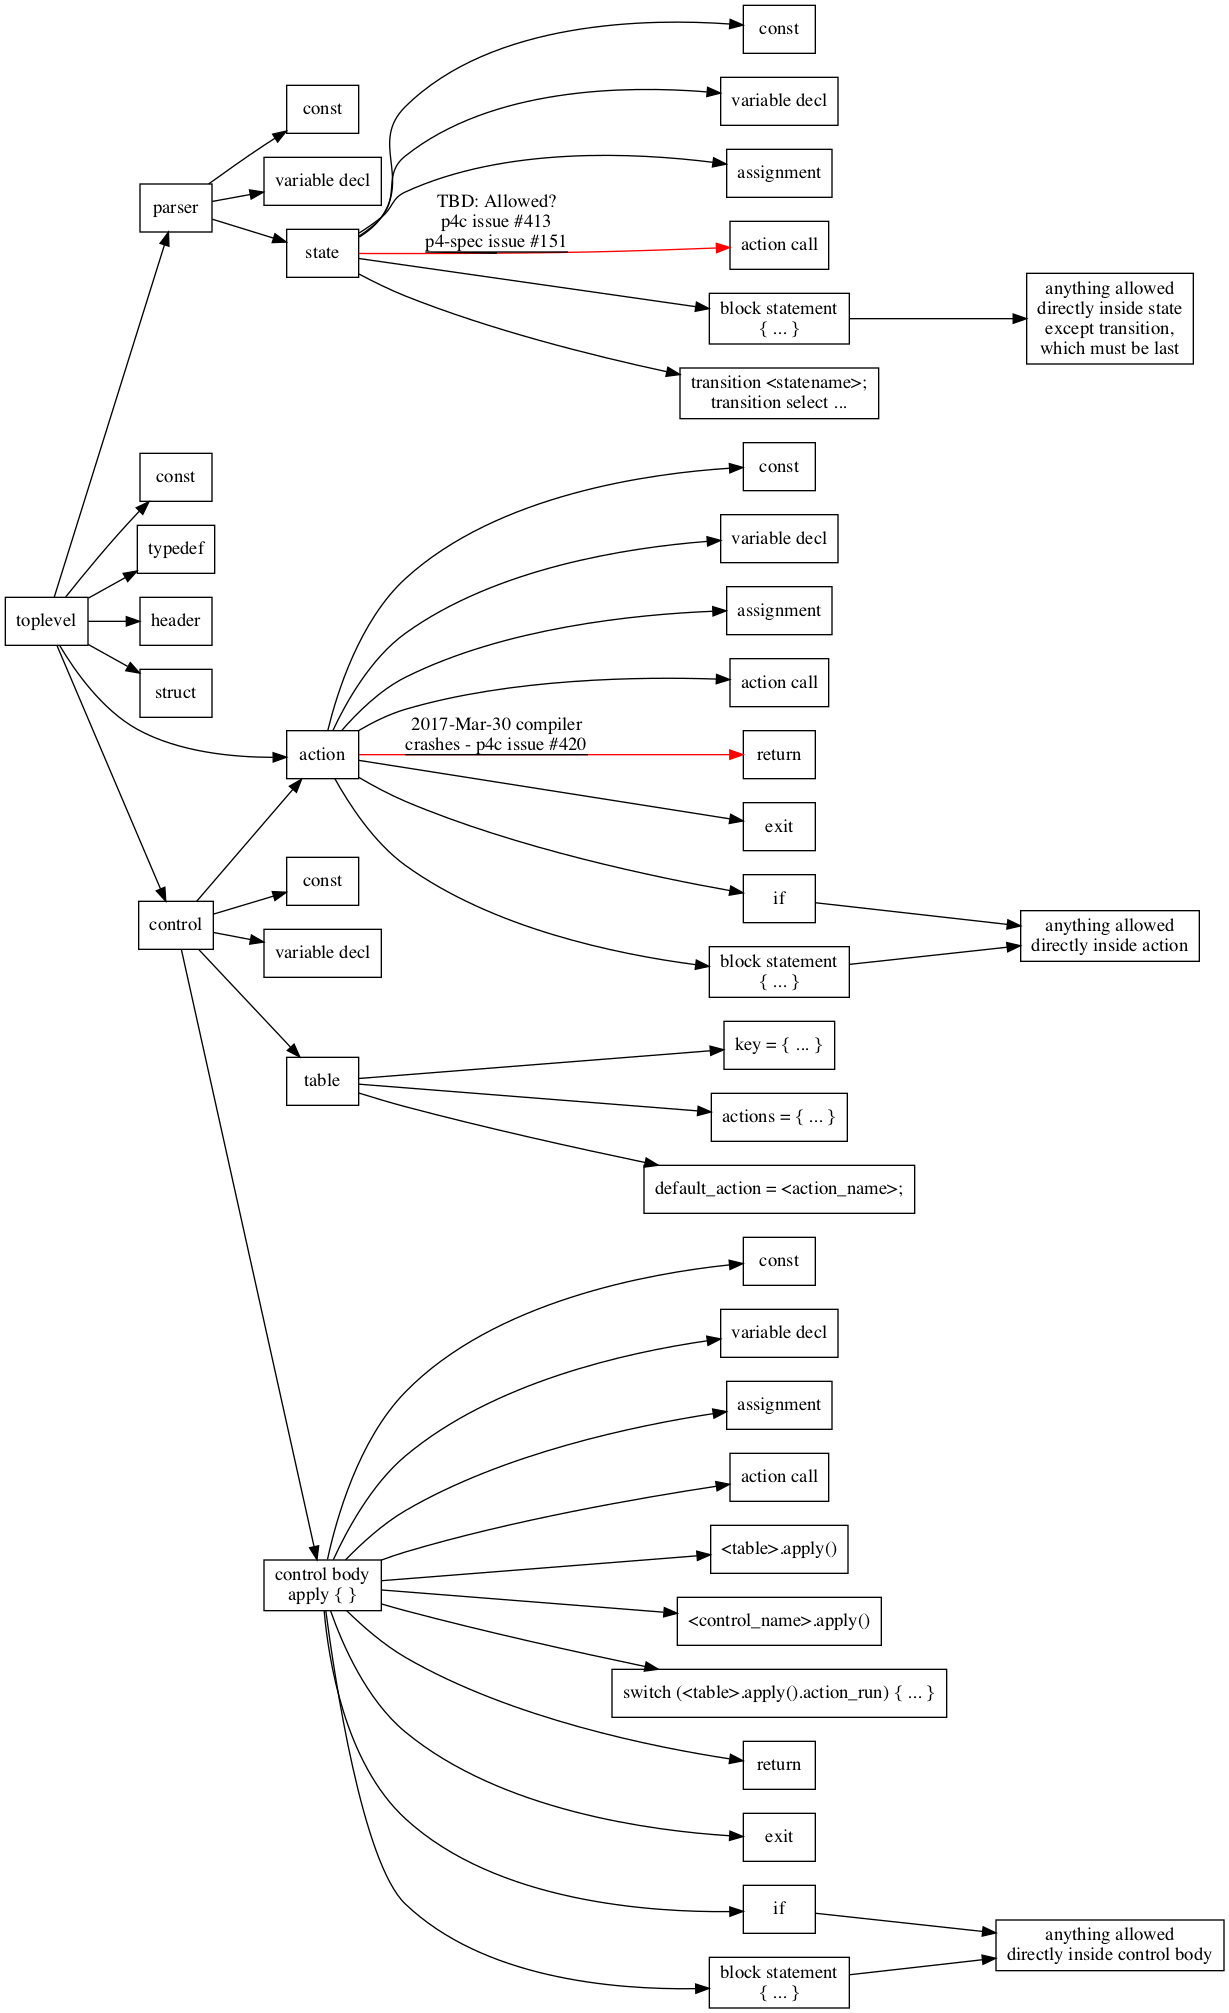 const
variable decl
assignment
action call
block statement
{ ... }
transition <statename>;
transition select ...
anything allowed
directly inside state
except transition,
which must be last
const
variable decl
parser
state
TBD: Allowed?
p4c issue #413
p4-spec issue #151
const
typedef
toplevel
header
struct
const
variable decl
assignment
action call
2017-Mar-30 compiler
crashes - p4c issue #420
action
return
exit
if
block statement
{ ... }
anything allowed
directly inside action
const
control
variable decl
table
key = { ... }
actions = { ... }
default_action = <action_name>;
const
variable decl
assignment
action call
<table>.apply()
control body
apply { }
<control_name>.apply()
switch (<table>.apply().action_run) { ... }
return
exit
if
block statement
{ ... }
anything allowed
directly inside control body